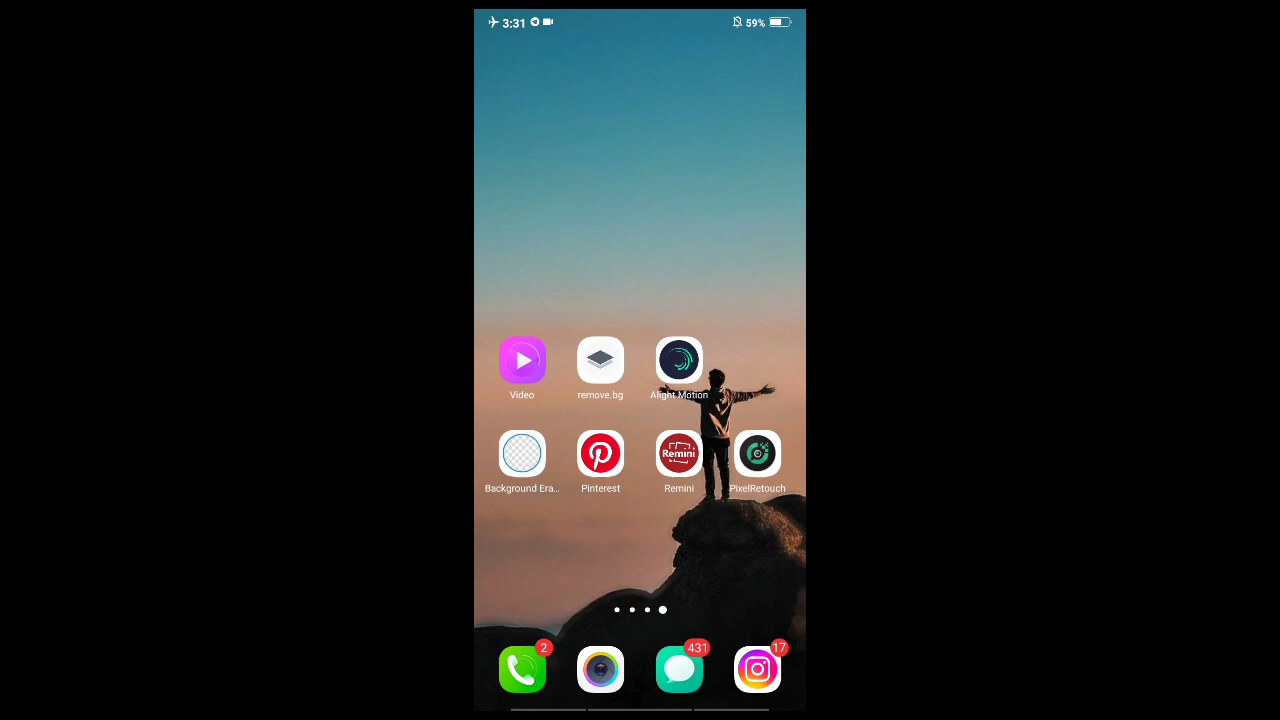 3:31
59%
Video
remove.bg
Alight Motion
Remini
Background Era...
Pinterest
Remini
PixelRetouch
2
431
17